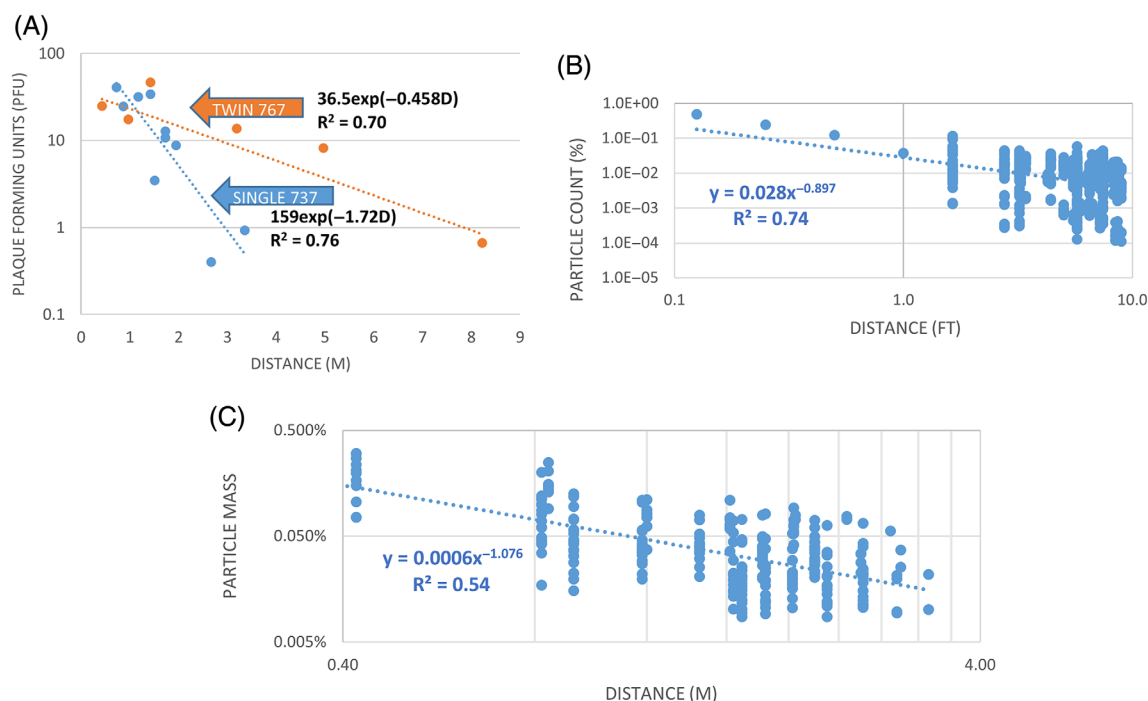 (A)
100
10
1
0.1
PLAQUE FORMING UNITS (PFU)
TWIN 767
36.5exp(−0.458D)
R² = 0.70
SINGLE 737
159exp(−1.72D)
R² = 0.76
0 1 2 3 4 5 6 7 8 9
DISTANCE (M)
(B)
1.0E+00
1.0E−01
1.0E−02
1.0E−03
1.0E−04
1.0E−05
PARTICLE COUNT (%)
y = 0.028x⁻⁰·⁸⁹⁷
R² = 0.74
0.1 1.0 10.0
DISTANCE (FT)
(C)
0.500%
0.050%
0.005%
PARTICLE MASS
y = 0.0006x⁻¹·⁰⁷⁶
R² = 0.54
0.40 4.00
DISTANCE (M)